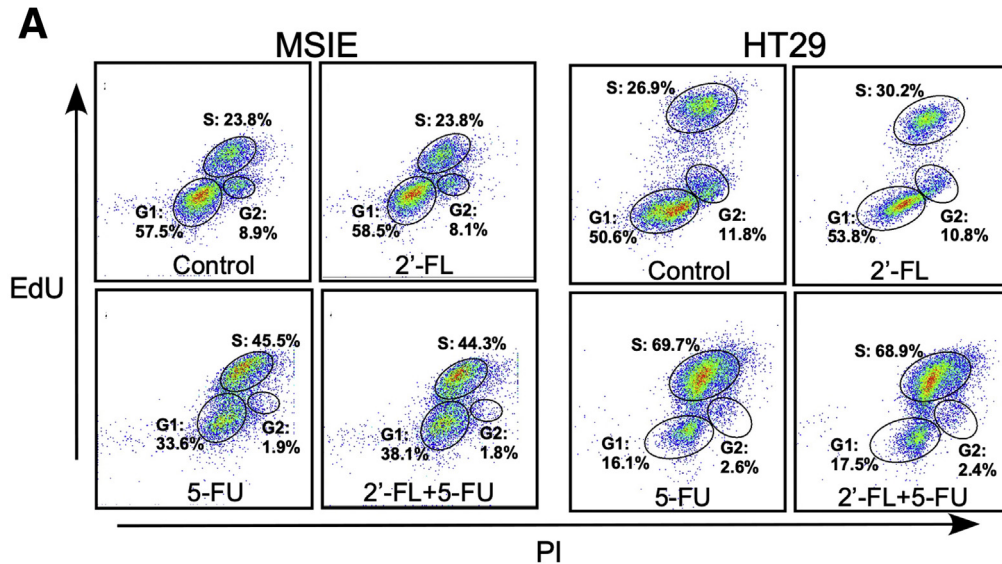 A
MSIE
HT29
S: 23.8%
G1:
57.5%
G2:
8.9%
Control
S: 23.8%
G1:
58.5%
G2:
8.1%
2’-FL
S: 26.9%
G1:
50.6%
G2:
11.8%
Control
S: 30.2%
G1:
53.8%
G2:
10.8%
2’-FL
EdU
S: 45.5%
G1:
33.6%
G2:
1.9%
5-FU
S: 44.3%
G1:
38.1%
G2:
1.8%
2’-FL+5-FU
S: 69.7%
G1:
16.1%
G2:
2.6%
5-FU
S: 68.9%
G1:
17.5%
G2:
2.4%
2’-FL+5-FU
PI